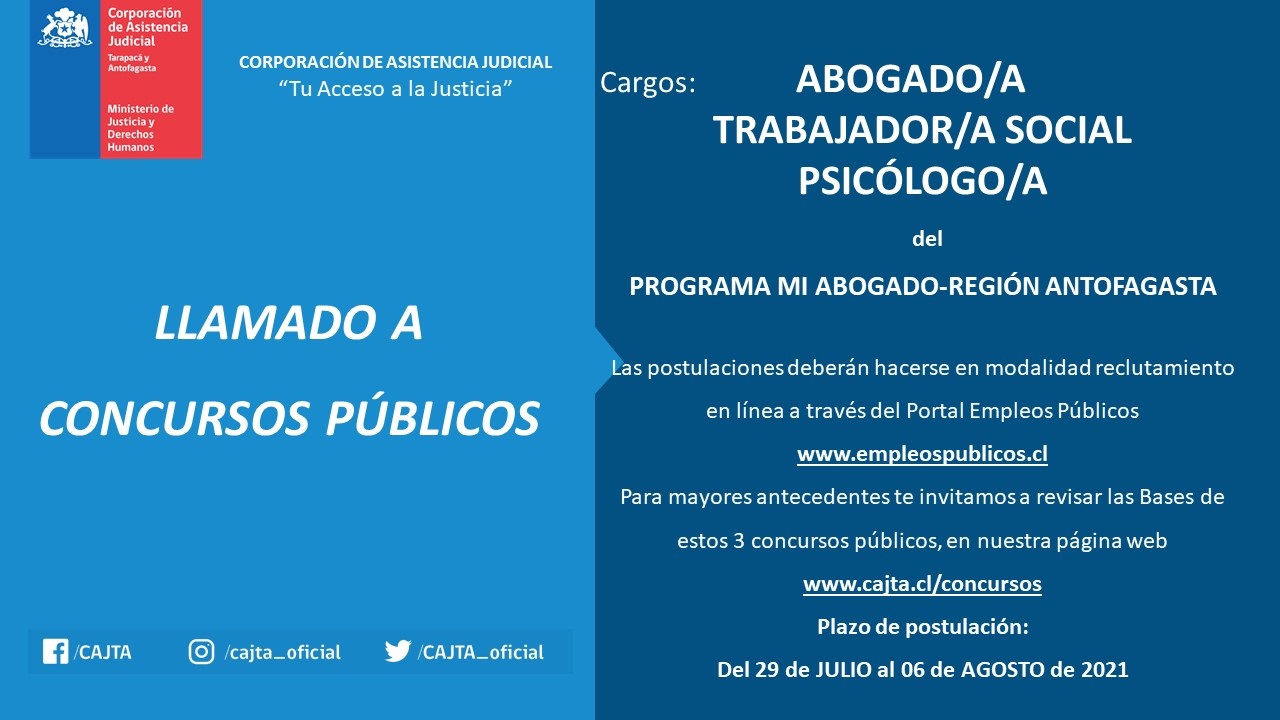 Corporación
de Asistencia
Judicial
Tarapacá y
Antofagasta
Ministerio de
Justicia y
Derechos
Humanos
CORPORACIÓN DE ASISTENCIA JUDICIAL
“Tu Acceso a la Justicia”
LLAMADO A
CONCURSOS PÚBLICOS
/CAJTA /cajta_oficial /CAJTA_oficial
Cargos: ABOGADO/A
TRABAJADOR/A SOCIAL
PSICÓLOGO/A
del
PROGRAMA MI ABOGADO-REGIÓN ANTOFAGASTA
Las postulaciones deberán hacerse en modalidad reclutamiento
en línea a través del Portal Empleos Públicos
www.empleospublicos.cl
Para mayores antecedentes te invitamos a revisar las Bases de
estos 3 concursos públicos, en nuestra página web
www.cajta.cl/concursos
Plazo de postulación:
Del 29 de JULIO al 06 de AGOSTO de 2021